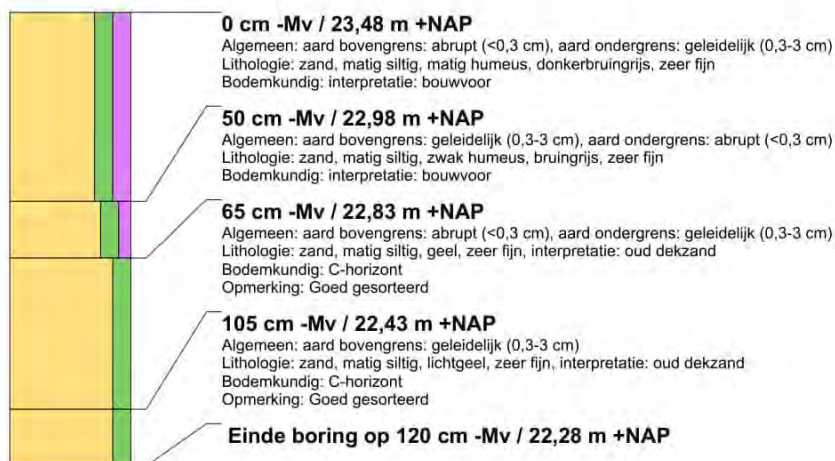 0 cm -Mv / 23,48 m +NAP
Algemeen: aard bovengrens: abrupt (<0,3 cm), aard ondergrens: geleidelijk (0,3-3 cm)
Lithologie: zand, matig siltig, matig humeus, donkerbruingrijs, zeer fijn
Bodemkundig: interpretatie: bouwvoor
50 cm -Mv / 22,98 m +NAP
Algemeen: aard bovengrens: geleidelijk (0,3-3 cm), aard ondergrens: abrupt (<0,3 cm)
Lithologie: zand, matig siltig, zwak humeus, bruingrijs, zeer fijn
Bodemkundig: interpretatie: bouwvoor
65 cm -Mv / 22,83 m +NAP
Algemeen: aard bovengrens: abrupt (<0,3 cm), aard ondergrens: geleidelijk (0,3-3 cm)
Lithologie: zand, matig siltig, geel, zeer fijn, interpretatie: oud dekzand
Bodemkundig: C-horizont
Opmerking: Goed gesorteerd
105 cm -Mv / 22,43 m +NAP
Algemeen: aard bovengrens: geleidelijk (0,3-3 cm)
Lithologie: zand, matig siltig, lichtgeel, zeer fijn, interpretatie: oud dekzand
Bodemkundig: C-horizont
Opmerking: Goed gesorteerd
Einde boring op 120 cm -Mv / 22,28 m +NAP